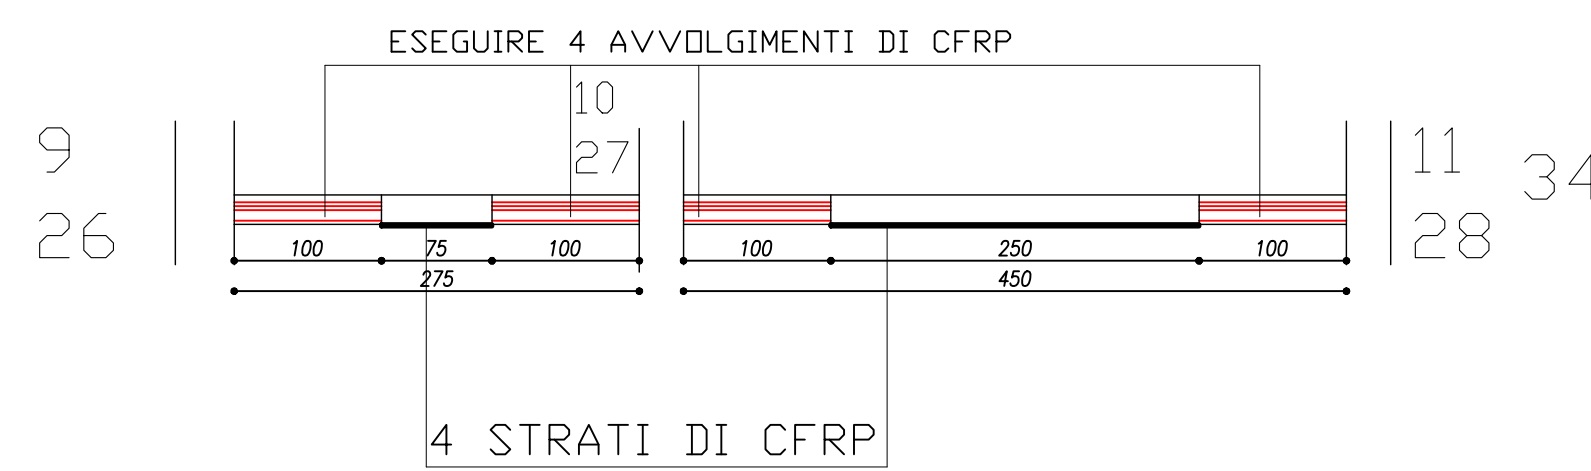 ESEGUIRE 4 AVVOLGIMENTI DI CFRP
10
9
11
27
34
26
28
100 75 100 100 250 100
275 450
4 STRATI DI CFRP